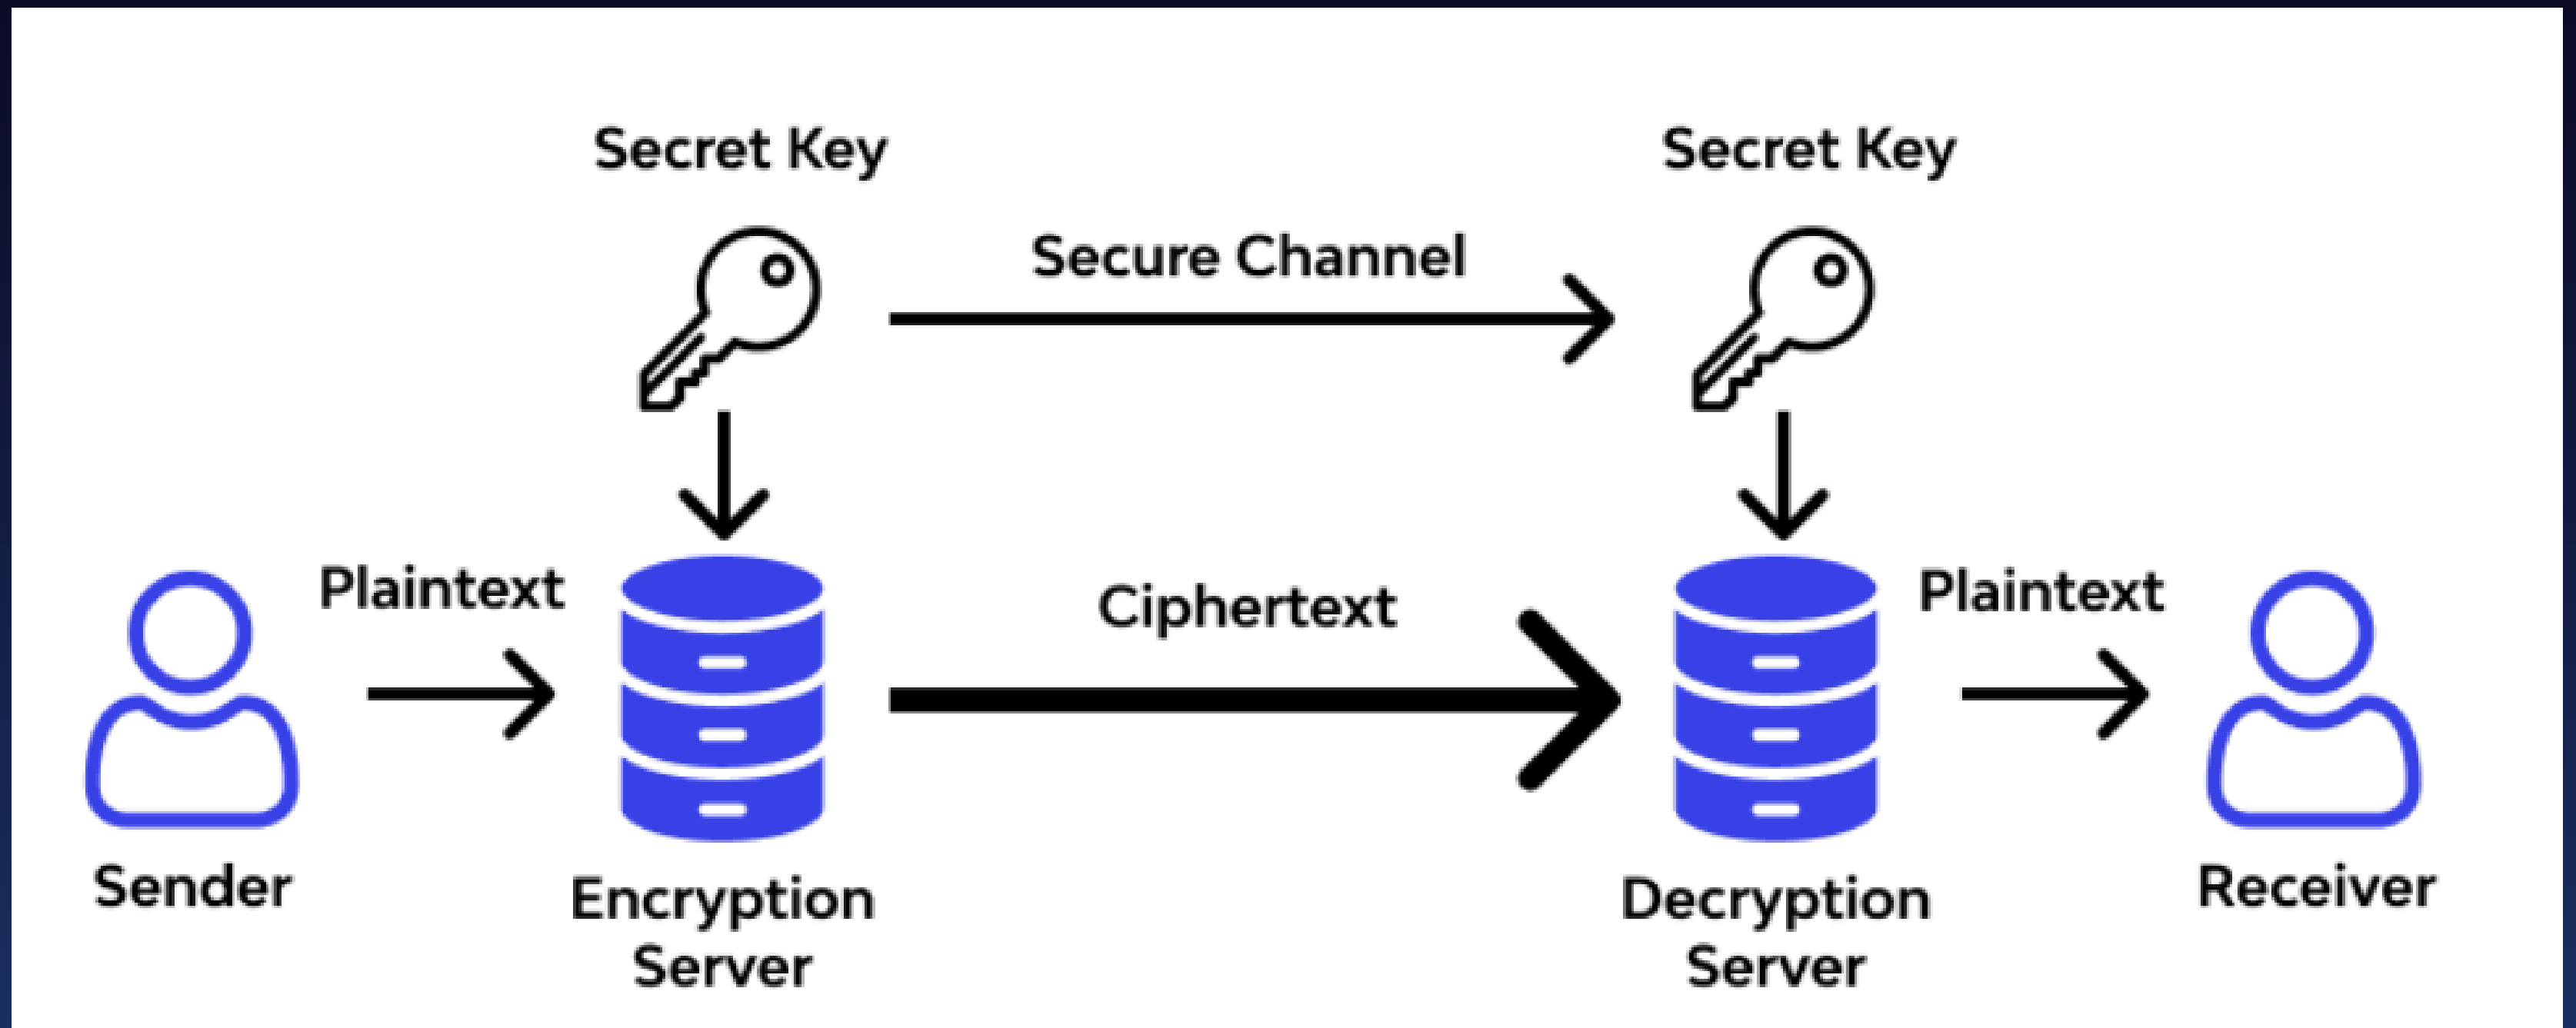 Secret Key
Secret Key
Secure Channel
Plaintext
Ciphertext
Plaintext
Sender
Encryption
Server
Decryption
Server
Receiver